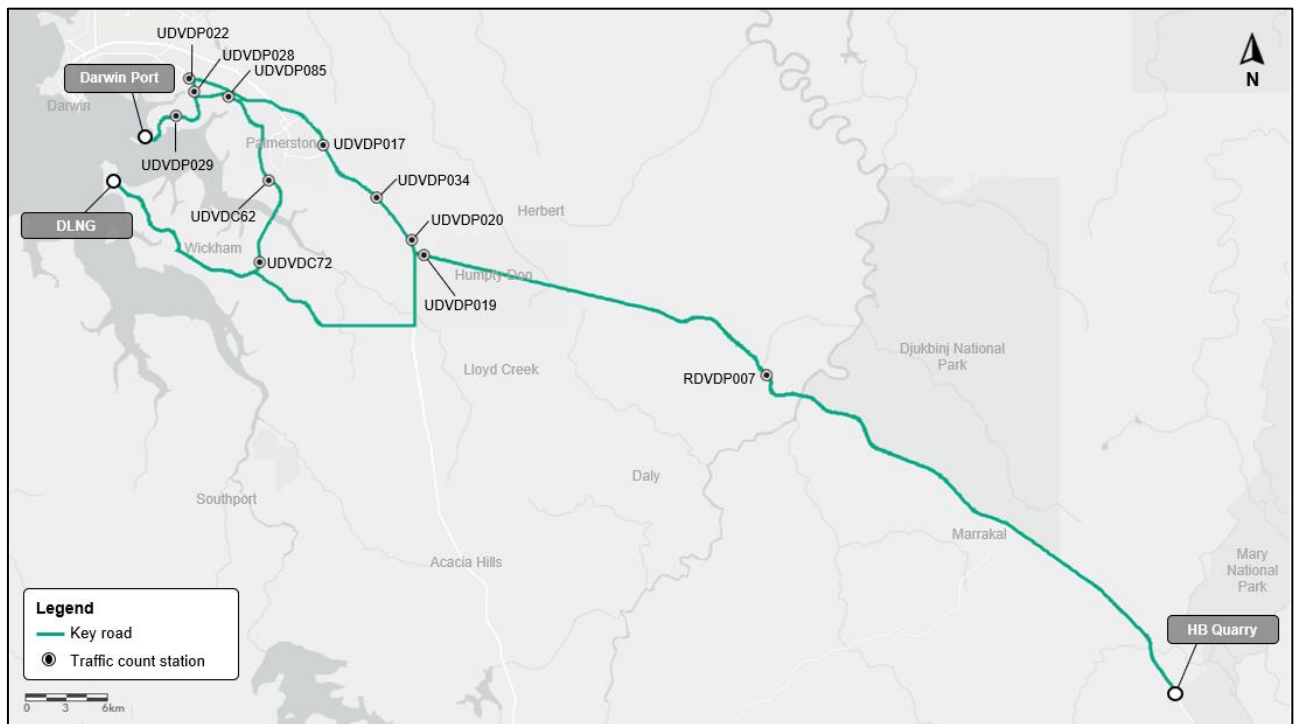 UDVDP022
UDVDP028
UDVDP085
Darwin Port
N
Darwin
Palmerston
UDVDP017
UDVDP029
UDVDP034
UDVDC62
Herbert
UDVDP020
DLNG
Wickham
UDVDC72
Humpty Doo
UDVDP019
Djukbinj National
Park
Lloyd Creek
RDVDP007
Daly
Southport
Marrakal
Acacia Hills
Mary
National
Park
Legend
Key road
Traffic count station
HB Quarry
0 3 6km